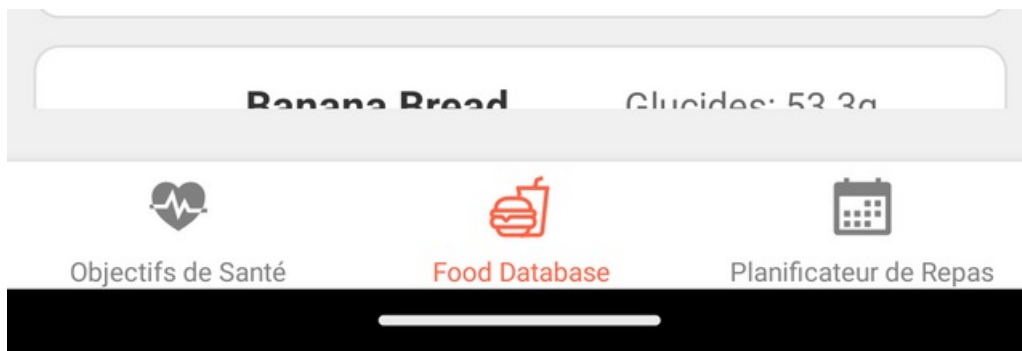 Banana Bread Glucides: 53.3g
Objectifs de Santé Food Database Planificateur de Repas